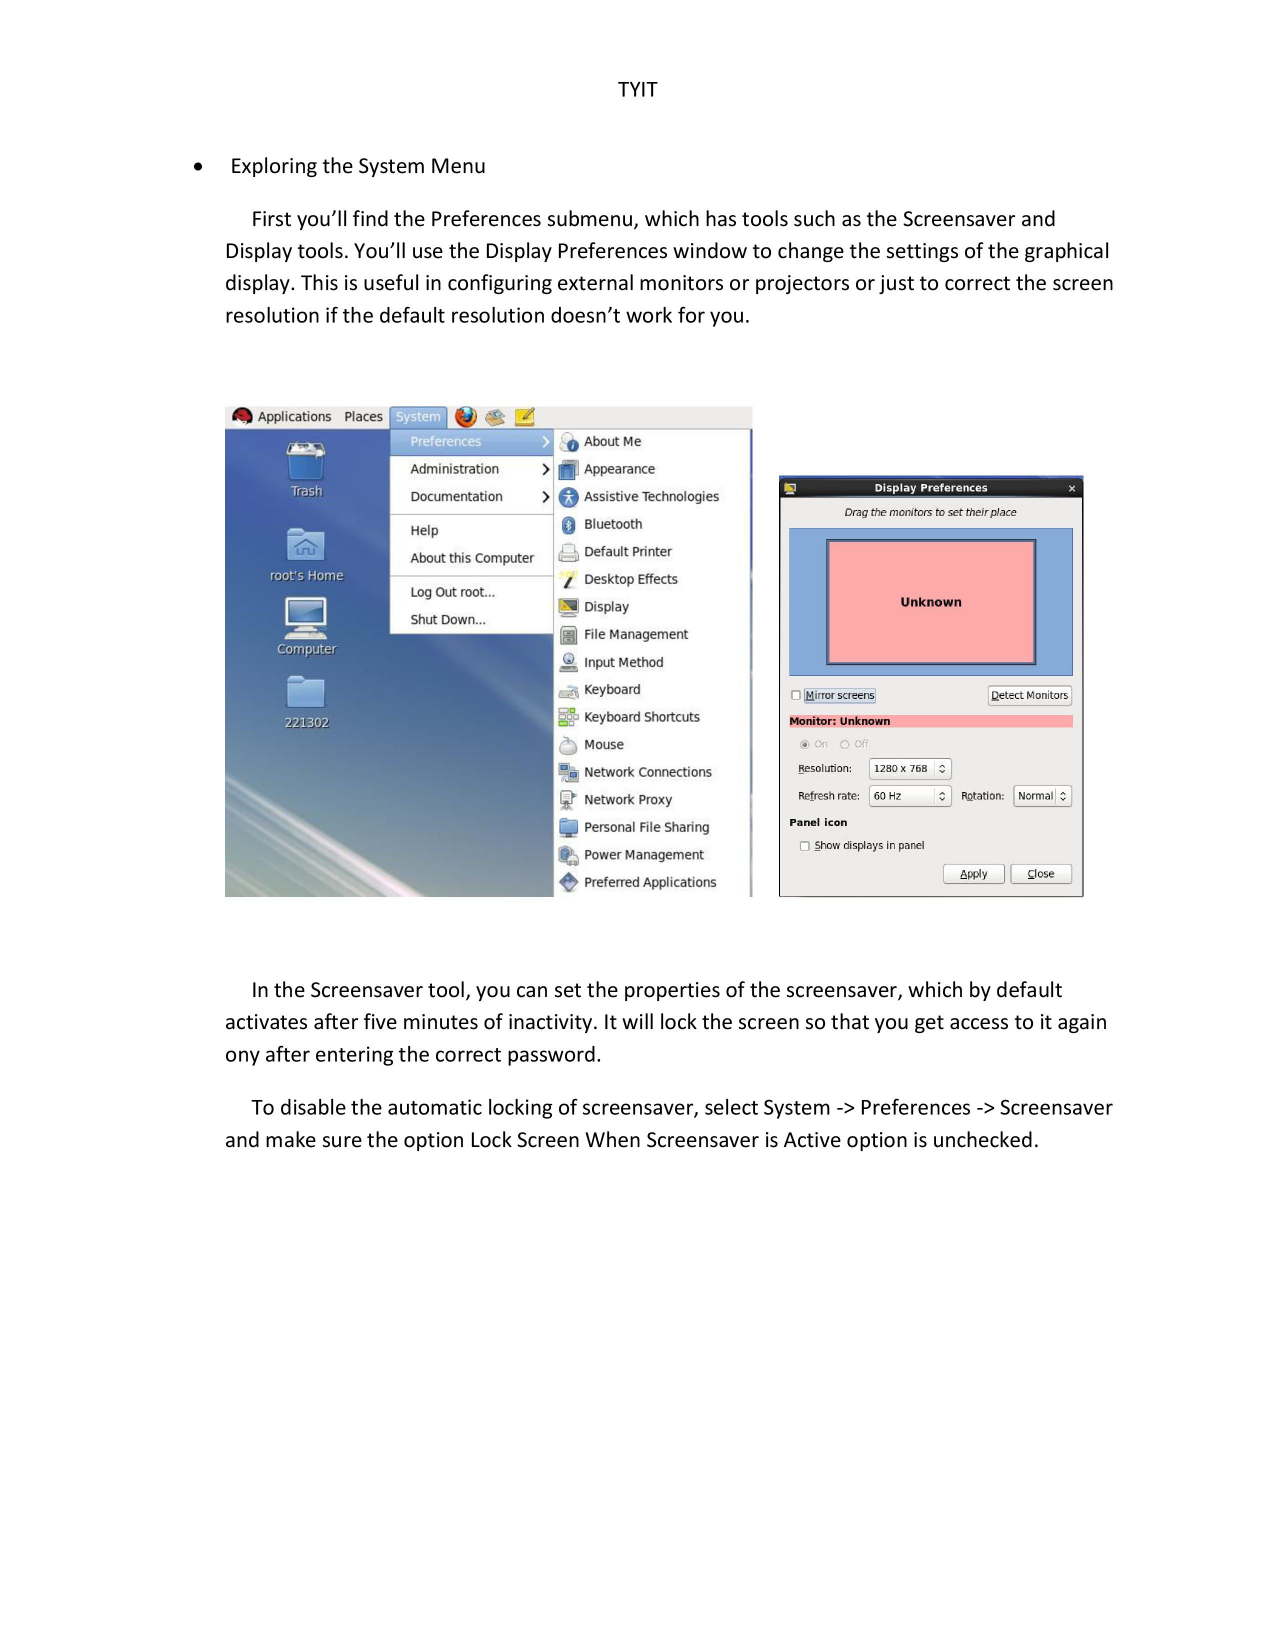 TYIT
• Exploring the System Menu
First you’ll find the Preferences submenu, which has tools such as the Screensaver and
Display tools. You’ll use the Display Preferences window to change the settings of the graphical
display. This is useful in configuring external monitors or projectors or just to correct the screen
resolution if the default resolution doesn’t work for you.
Applications Places System
Trash
root's Home
Computer
221302
Preferences
Administration
Documentation
Help
About this Computer
Log Out root...
Shut Down...
About Me
Appearance
Assistive Technologies
Bluetooth
Default Printer
Desktop Effects
Display
File Management
Input Method
Keyboard
Keyboard Shortcuts
Mouse
Network Connections
Network Proxy
Personal File Sharing
Power Management
Preferred Applications
Display Preferences
Drag the monitors to set their place
Unknown
Mirror screens Detect Monitors
Monitor: Unknown
On Off
Resolution: 1280 x 768
Refresh rate: 60 Hz Rotation: Normal
Panel icon
Show displays in panel
Apply Close
In the Screensaver tool, you can set the properties of the screensaver, which by default
activates after five minutes of inactivity. It will lock the screen so that you get access to it again
ony after entering the correct password.
To disable the automatic locking of screensaver, select System -> Preferences -> Screensaver
and make sure the option Lock Screen When Screensaver is Active option is unchecked.